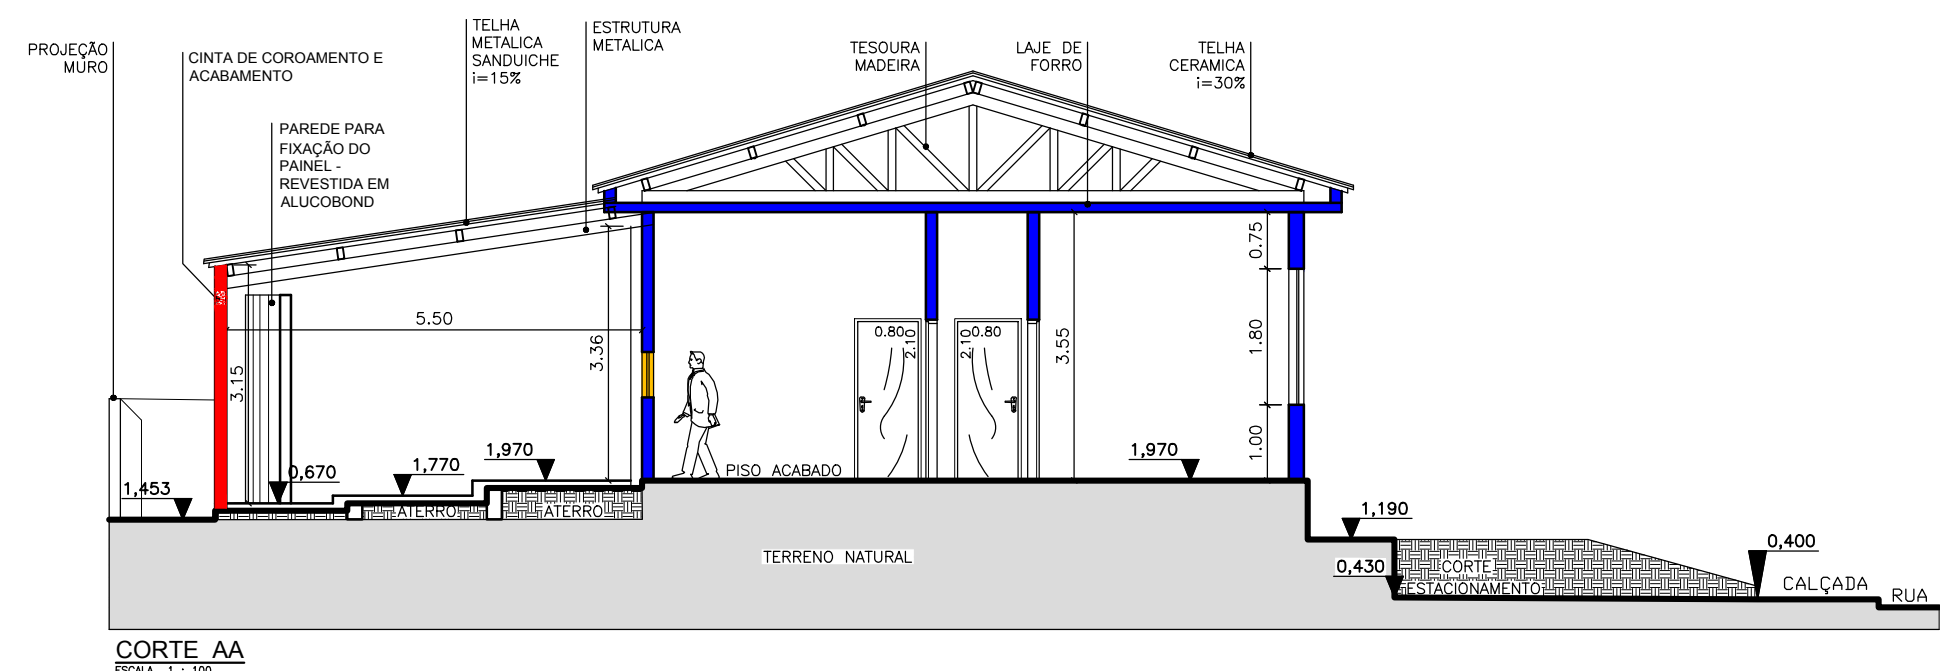 PROJEÇÃO
MURO
CINTA DE COROAMENTO E
ACABAMENTO
TELHA
METALICA
SANDUICHE
i=15%
ESTRUTURA
METALICA
TESOURA
MADEIRA
LAJE DE
FORRO
TELHA
CERAMICA
i=30%
PAREDE PARA
FIXAÇÃO DO
PAINEL -
REVESTIDA EM
ALUCOBOND
5.50
3.15
3.36
0.80
2.10
2.10
0.80
3.55
0.75
1.80
1.00
1,453
0,670
1,770
1,970
PISO ACABADO
1,970
ATERRO
ATERRO
TERRENO NATURAL
1,190
0,430
CORTE
ESTACIONAMENTO
0,400
CALÇADA
RUA
CORTE AA
ESCALA 1 : 100